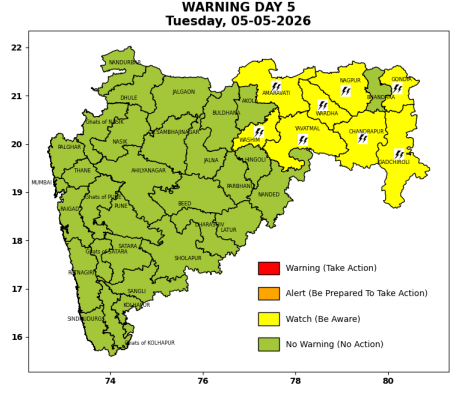 WARNING DAY 5
Tuesday, 05-05-2026
22
21
20
19
18
17
16
74
76
78
80
NANDURBAR
DHULE
JALGAON
AKOLA
AMARAVATI
NAGPUR
GONDIA
BHANDARA
WARDHA
BULDHANA
Ghats of NASIK
NASIK
SAMBHAJINAGAR
WASHIM
YAVATMAL
CHANDRAPUR
GADCHIROLI
PALGHAR
THANE
AHILYANAGAR
JALNA
HINGOLI
MUMBAI
PARBHANI
NANDED
Ghats of PUNE
PUNE
BEED
RAIGAD
DHARASHIV
LATUR
SATARA
Ghats of SATARA
SHOLAPUR
RATNAGIRI
SANGLI
KOLHAPUR
SINDHUDURG
Ghats of KOLHAPUR
Warning (Take Action)
Alert (Be Prepared To Take Action)
Watch (Be Aware)
No Warning (No Action)